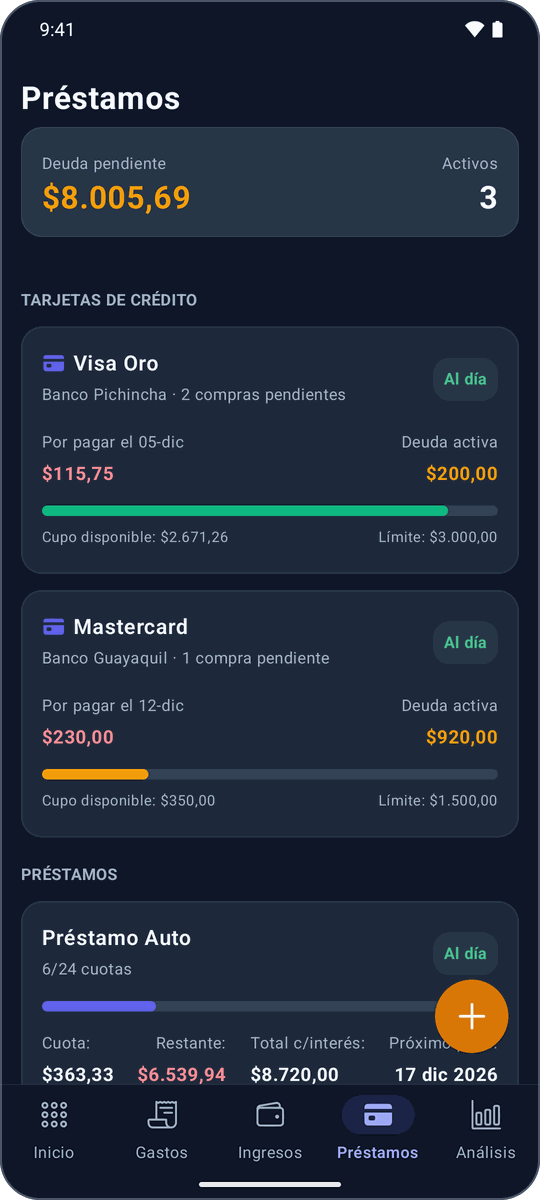 9:41
Préstamos
Deuda pendiente
Activos
$8.005,69
3
TARJETAS DE CRÉDITO
Visa Oro
Al día
Banco Pichincha · 2 compras pendientes
Por pagar el 05-dic
Deuda activa
$115,75
$200,00
Cupo disponible: $2.671,26
Límite: $3.000,00
Mastercard
Al día
Banco Guayaquil · 1 compra pendiente
Por pagar el 12-dic
Deuda activa
$230,00
$920,00
Cupo disponible: $350,00
Límite: $1.500,00
PRÉSTAMOS
Préstamo Auto
Al día
6/24 cuotas
Cuota:
Restante:
Total c/interés:
$363,33
$6.539,94
$8.720,00
17 dic 2026
Inicio
Gastos
Ingresos
Préstamos
Análisis